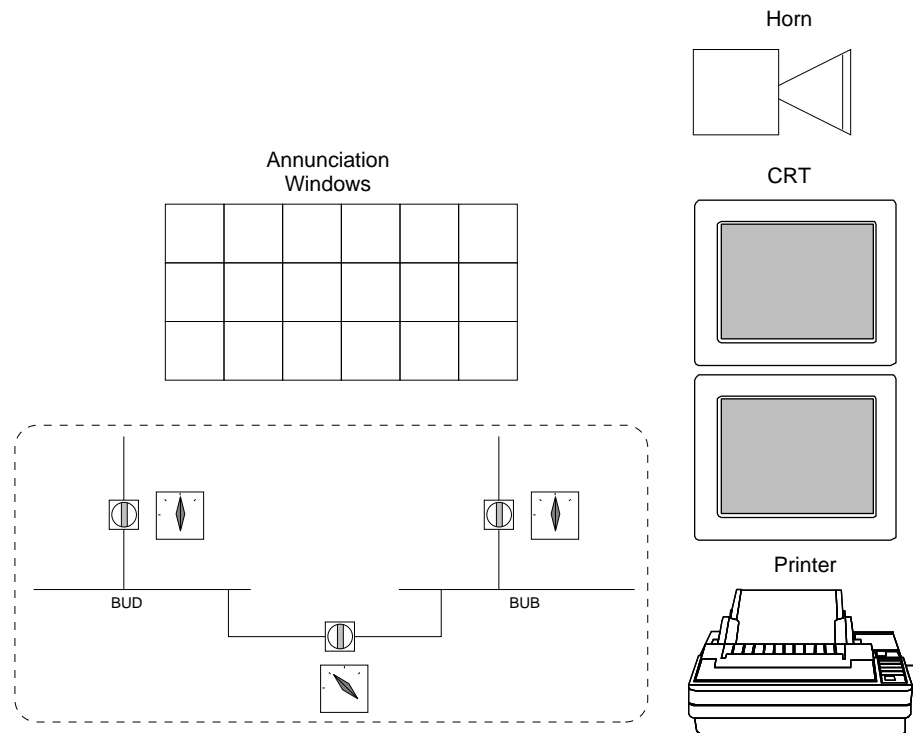 Horn
Annunciation
Windows
CRT
BUD
BUB
Printer